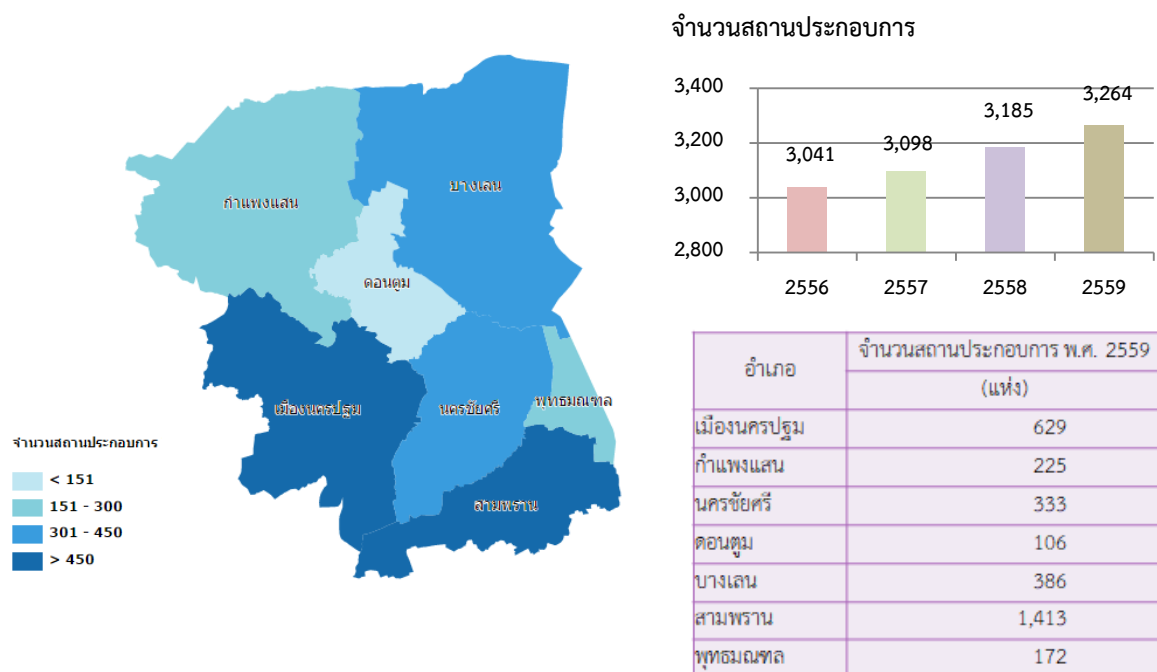 จำนวนสถานประกอบการ
3,400
3,200
3,000
2,800
3,041
3,098
3,185
3,264
2556
2557
2558
2559
บางเลน
กำแพงแสน
ดอนตูม
เมืองนครปฐม
นครชัยศรี
พุทธมณฑล
สามพราน
จำนวนสถานประกอบการ
< 151
151 - 300
301 - 450
> 450
อำเภอ
จำนวนสถานประกอบการ พ.ศ. 2559
(แห่ง)
เมืองนครปฐม 629
กำแพงแสน 225
นครชัยศรี 333
ดอนตูม 106
บางเลน 386
สามพราน 1,413
พุทธมณฑล 172